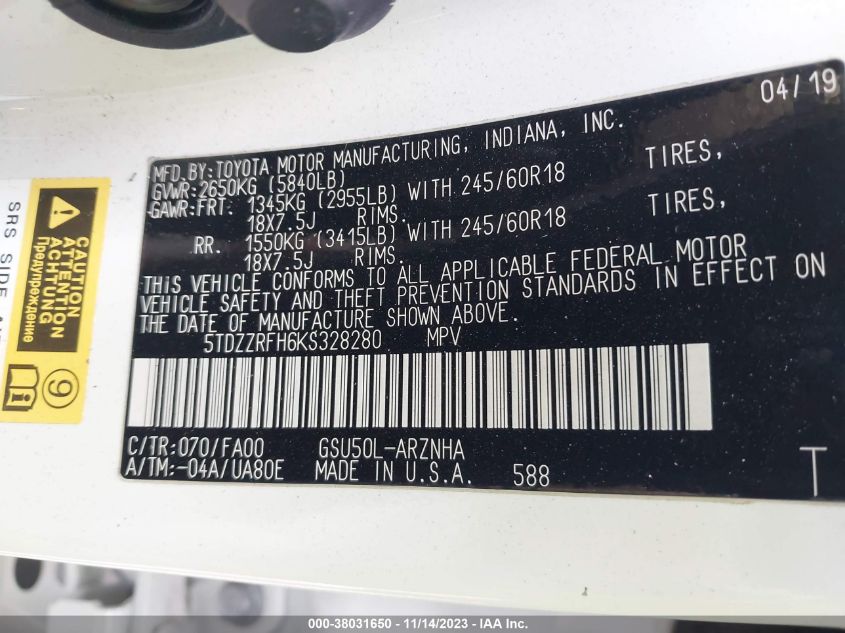 04/19
MFD.BY:TOYOTA MOTOR MANUFACTURING, INDIANA, INC.
GVWR:2650KG (5840LB)
GAWR:FRT. 1345KG (2955LB) WITH 245/60R18 TIRES,
18X7.5J RIMS.
RR. 1550KG (3415LB) WITH 245/60R18 TIRES,
18X7.5J RIMS.
THIS VEHICLE CONFORMS TO ALL APPLICABLE FEDERAL MOTOR
VEHICLE SAFETY AND THEFT PREVENTION STANDARDS IN EFFECT ON
THE DATE OF MANUFACTURE SHOWN ABOVE.
5TDZZRFH6KS328280 MPV
C/TR:070/FA00 GSU50L-ARZNHA
A/TM:-04A/UA80E MADE IN U.S.A. 588
T
CAUTION
ATTENTION
ACHTUNG
Предупреждение
9
SRS SIDE
000-38031650 - 11/14/2023 - IAA Inc.